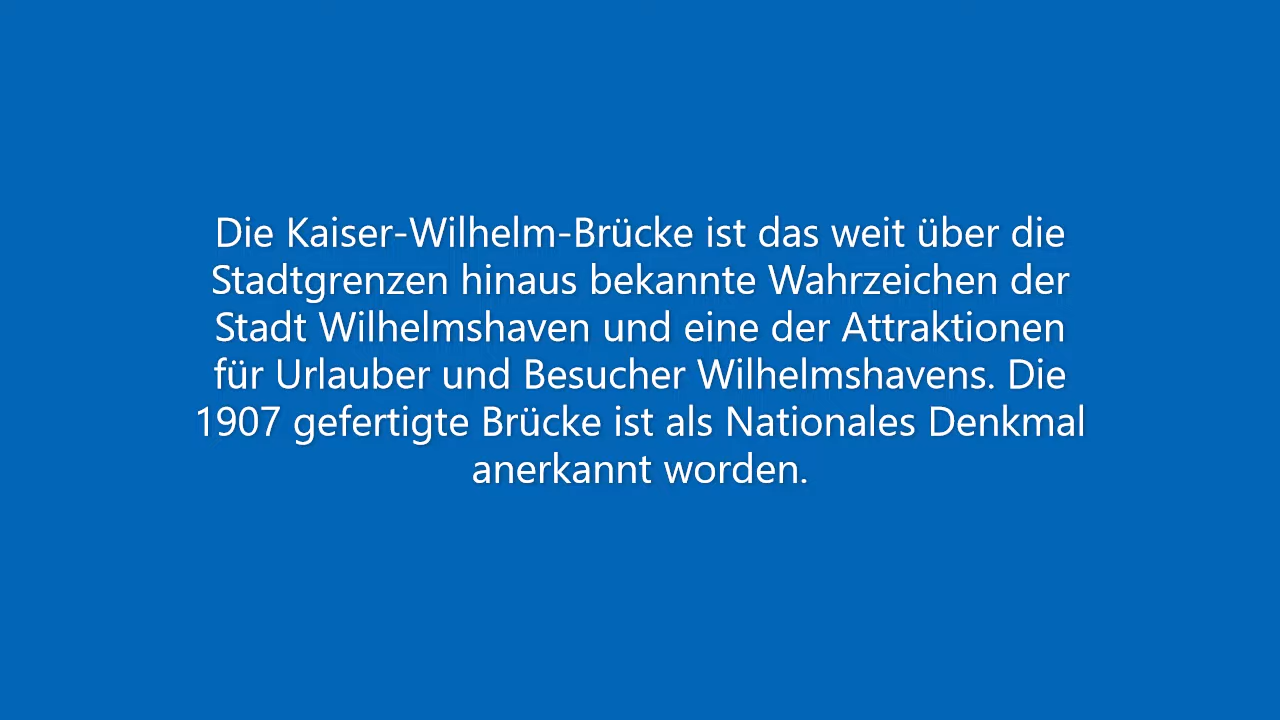 Die Kaiser-Wilhelm-Brücke ist das weit über die
Stadtgrenzen hinaus bekannte Wahrzeichen der
Stadt Wilhelmshaven und eine der Attraktionen
für Urlauber und Besucher Wilhelmshavens. Die
1907 gefertigte Brücke ist als Nationales Denkmal
anerkannt worden.